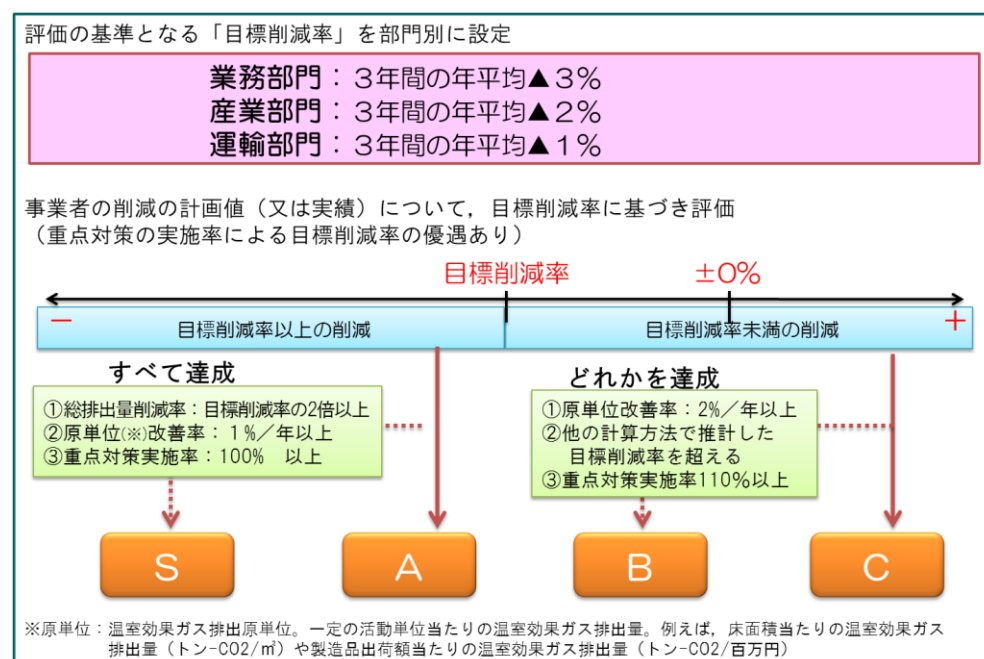 評価の基準となる「目標削減率」を部門別に設定
業務部門：３年間の年平均▲３％
産業部門：３年間の年平均▲２％
運輸部門：３年間の年平均▲１％
事業者の削減の計画値（又は実績）について，目標削減率に基づき評価
（重点対策の実施率による目標削減率の優遇あり）
目標削減率
±0%
－
目標削減率以上の削減
目標削減率未満の削減
＋
すべて達成
①総排出量削減率：目標削減率の2倍以上
②原単位(※)改善率：１%／年以上
③重点対策実施率：100%　以上
どれかを達成
①原単位改善率：2%／年以上
②他の計算方法で推計した
目標削減率を超える
③重点対策実施率110％以上
S
A
B
C
※原単位：温室効果ガス排出原単位。一定の活動単位当たりの温室効果ガス排出量。例えば，床面積当たりの温室効果ガス
排出量（トン-CO2/㎡）や製造品出荷額当たりの温室効果ガス排出量（トン-CO2/百万円）